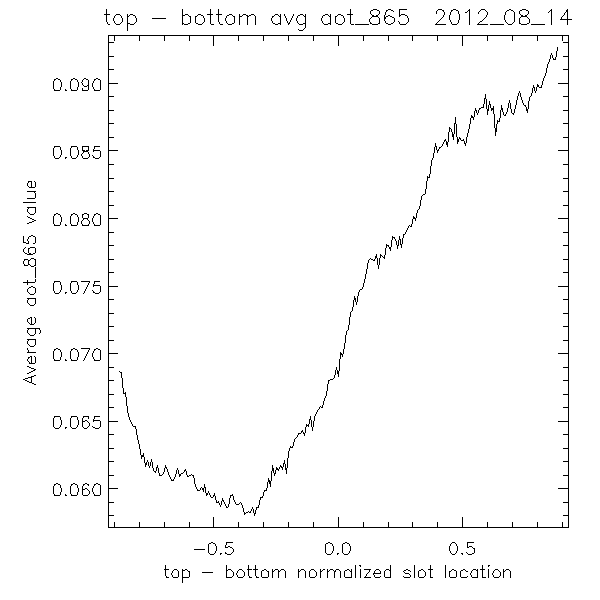 top - bottom avg aot_865 2012_08_14
0.090
0.085
0.080
0.075
0.070
0.065
0.060
Average aot_865 value
-0.5 0.0 0.5
top - bottom normalized slot location